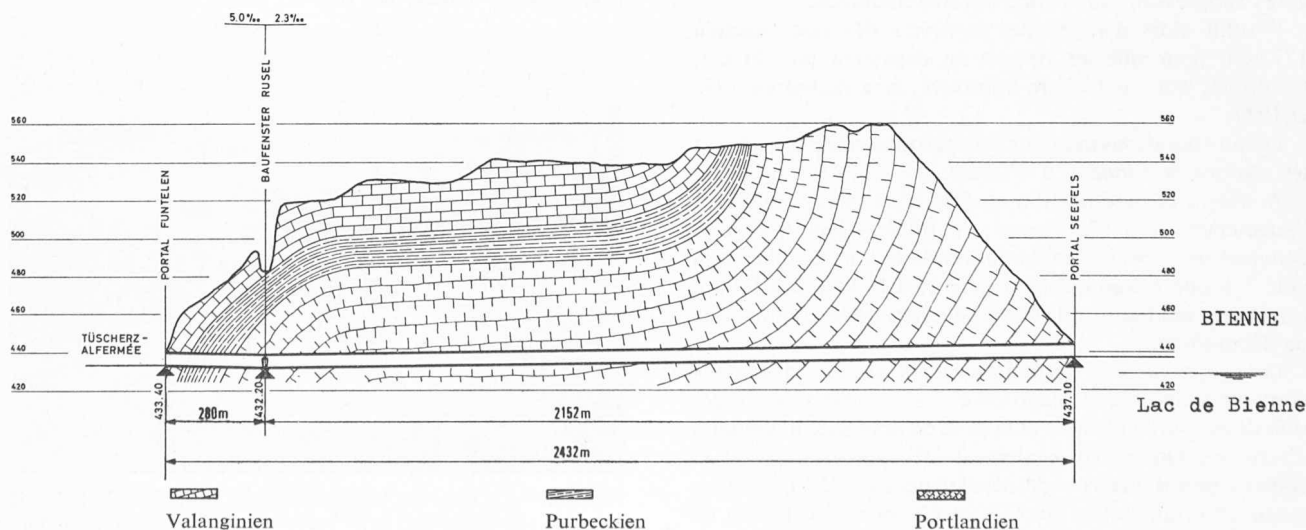 5.0‰ 2.3‰
BAUFENSTER RUSEL
PORTAL FUNTELEN
PORTAL SEEFELS
560 560
540 540
520 520
500 500
480 480
460 460
440 440
420 420
TÜSCHERZ-
ALFERMÉE
BIENNE
Lac de Bienne
433.40 432.20 437.10
280m 2152m
2432m
Valanginien Purbeckien Portlandien